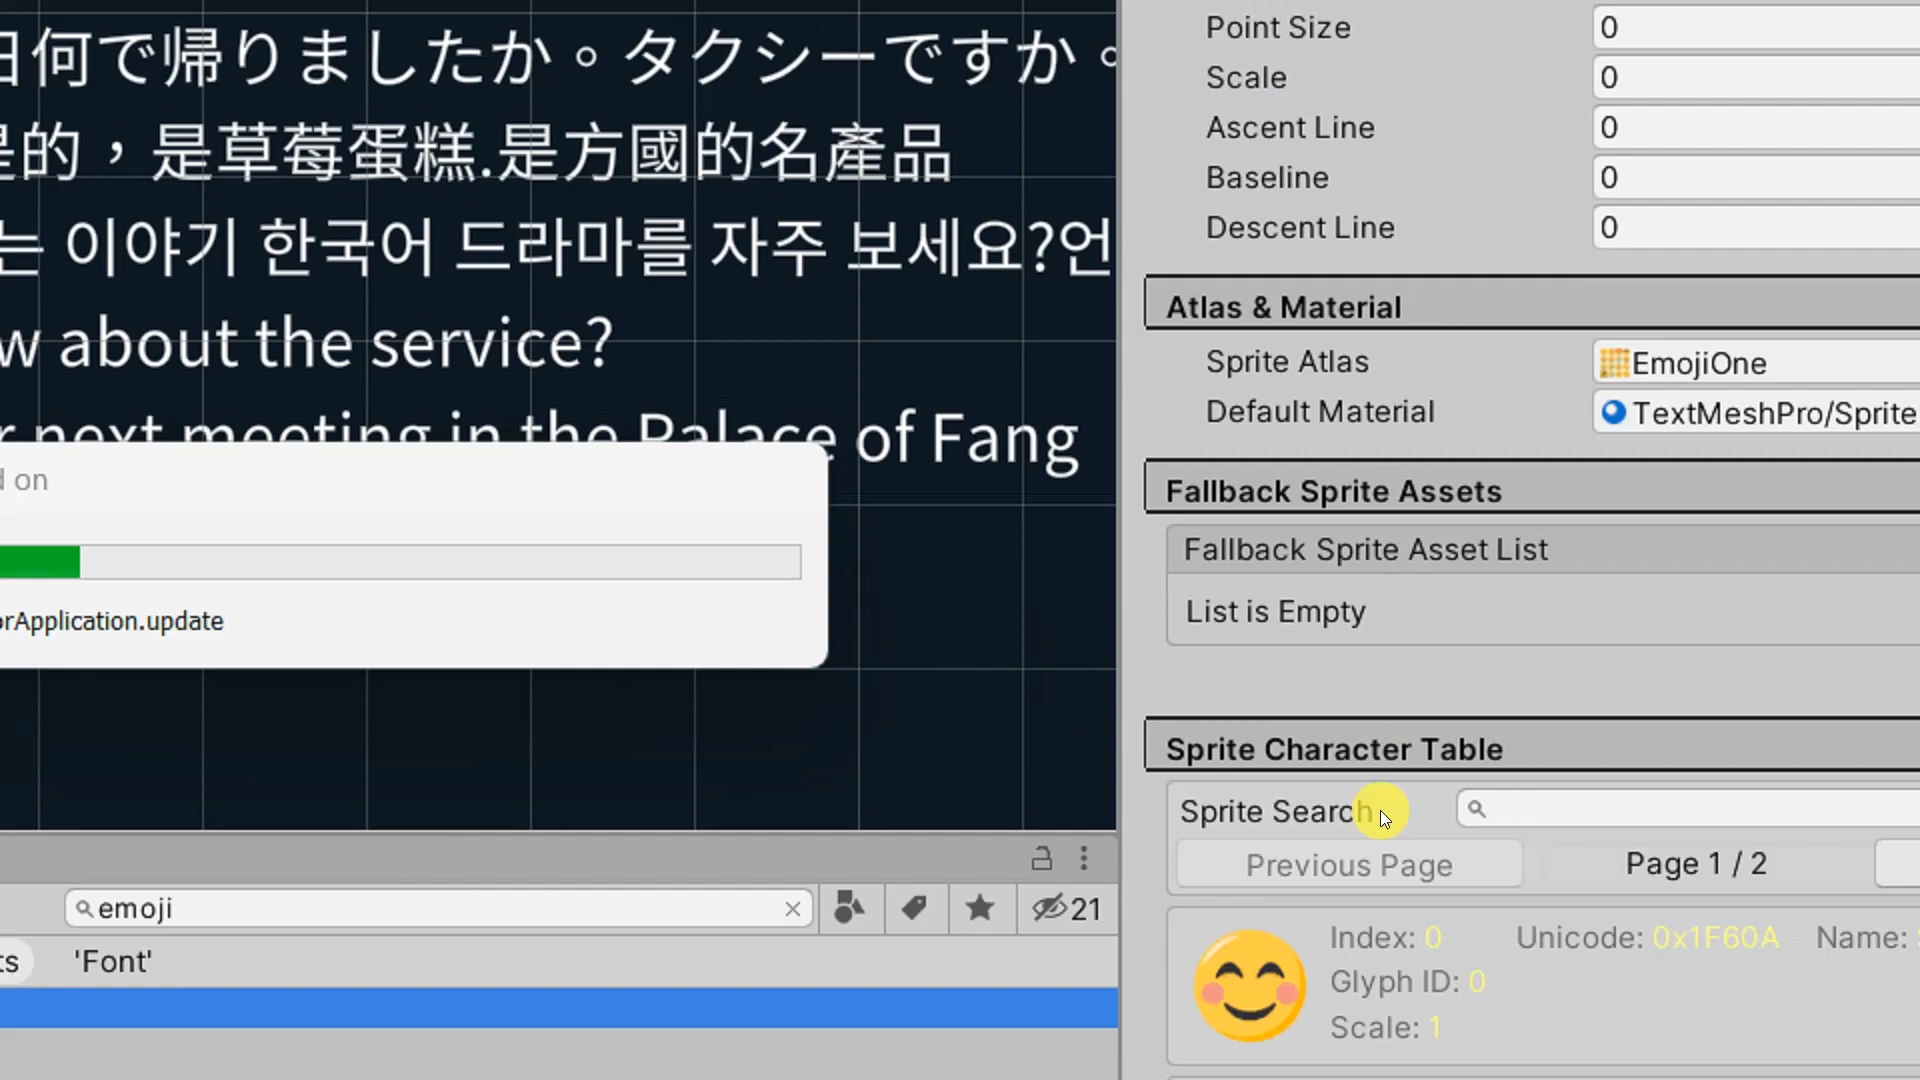 日何で帰りましたか。タクシーですか。
是的，是草莓蛋糕.是方國的名產品
는 이야기 한국어 드라마를 자주 보세요?언
w about the service?
r next meeting in the Palace of Fang
d on
orApplication.update
emoji
21
ts
'Font'
Point Size
0
Scale
0
Ascent Line
0
Baseline
0
Descent Line
0
Atlas & Material
Sprite Atlas
EmojiOne
Default Material
TextMeshPro/Sprite
Fallback Sprite Assets
Fallback Sprite Asset List
List is Empty
Sprite Character Table
Sprite Search
Previous Page
Page 1 / 2
Index: 0 Unicode: 0x1F60A Name:
Glyph ID: 0
Scale: 1